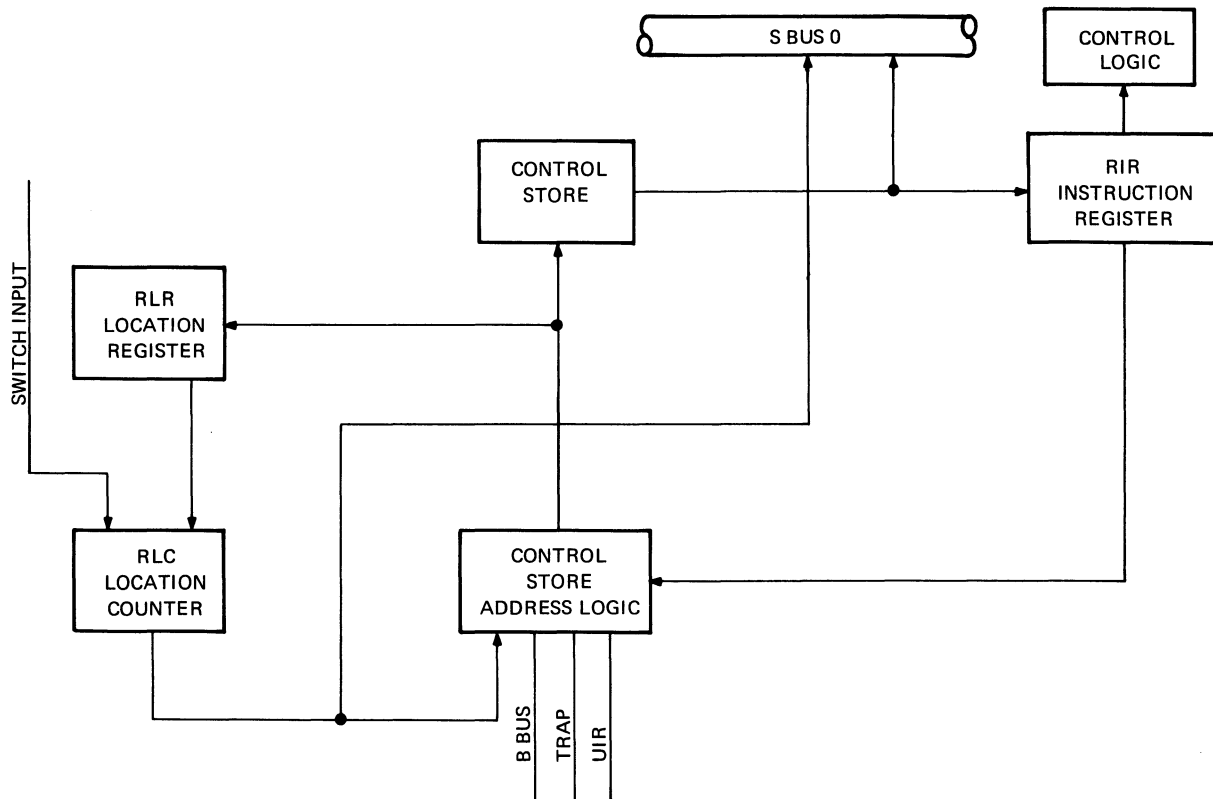 S BUS 0
CONTROL
LOGIC
CONTROL
STORE
RIR
INSTRUCTION
REGISTER
SWITCH INPUT
RLR
LOCATION
REGISTER
RLC
LOCATION
COUNTER
CONTROL
STORE
ADDRESS LOGIC
B BUS
TRAP
UIR